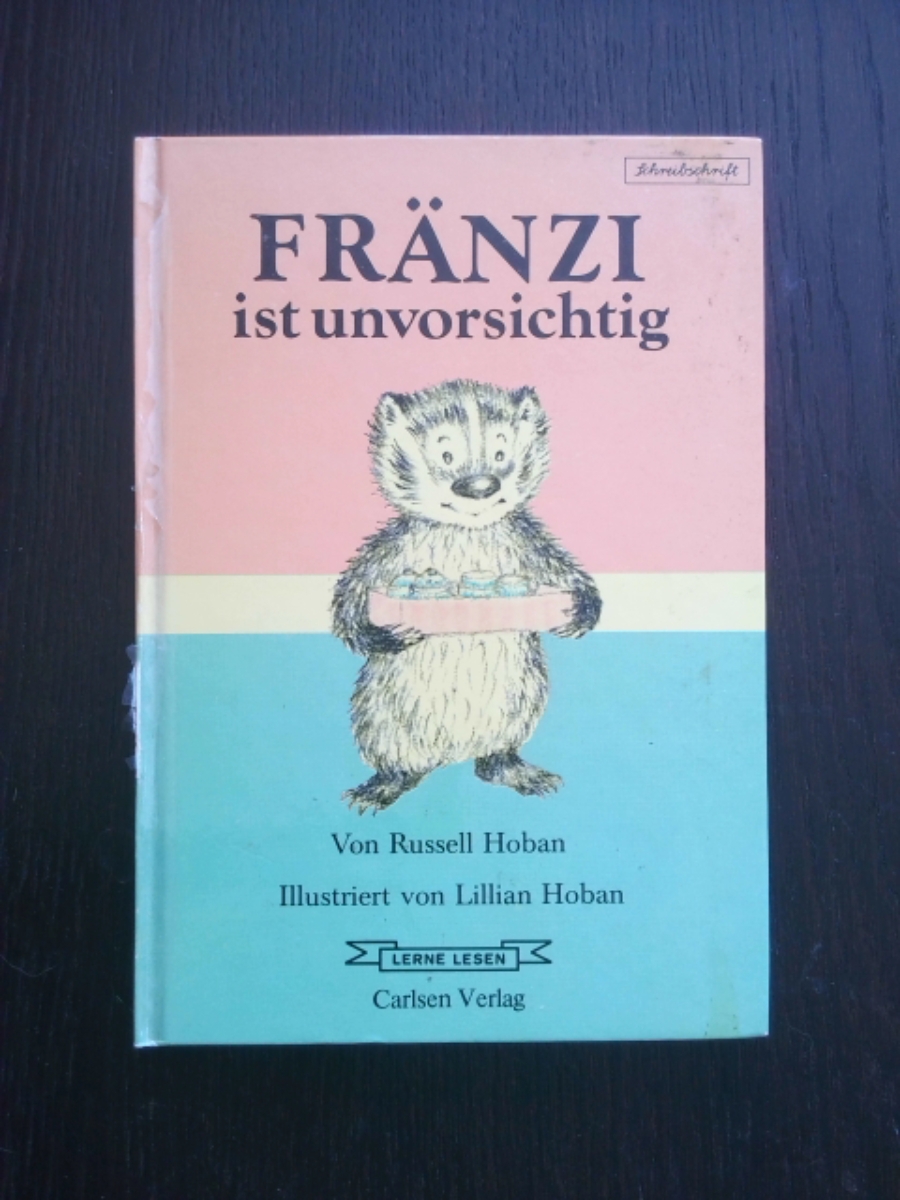 Schreibschrift
FRÄNZI
ist unvorsichtig
Von Russell Hoban
Illustriert von Lillian Hoban
LERNE LESEN
Carlsen Verlag